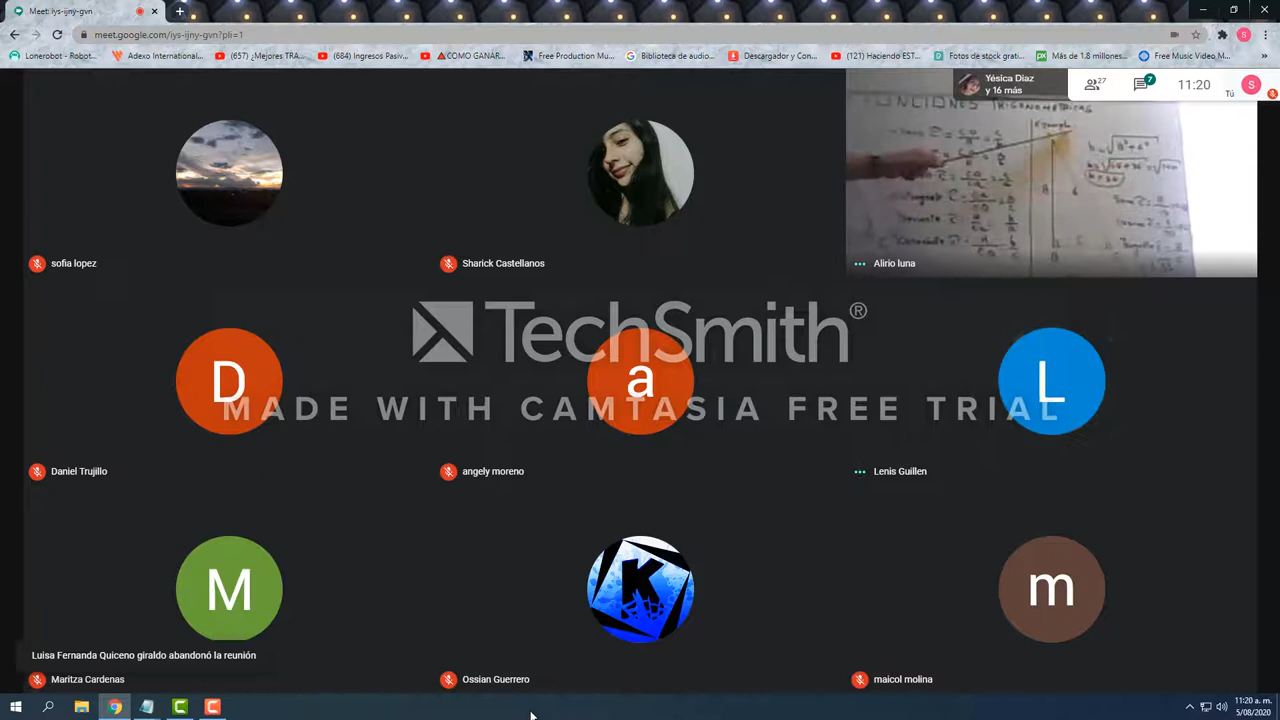 Meet: iys-ijny-gvn
meet.google.com/iys-ijny-gvn?pli=1
Lonerobot - Robot...
Adexo International...
(657) ¿Mejores TRA...
(684) Ingresos Pasiv...
COMO GANAR...
Free Production Mu...
Biblioteca de audio...
Descargador y Con...
(121) Haciendo EST...
Fotos de stock grati...
Más de 1.8 millones...
Free Music Video M...
Yésica Diaz
y 16 más
27
7
11:20
Tú
S
TRIGONOMETRICAS
sofia lopez
Sharick Castellanos
Alirio luna
TechSmith®
MADE WITH CAMTASIA FREE TRIAL
D
a
L
Daniel Trujillo
angely moreno
Lenis Guillen
M
K
m
Luisa Fernanda Quiceno giraldo abandonó la reunión
Maritza Cardenas
Ossian Guerrero
maicol molina
11:20 a. m.
5/08/2020